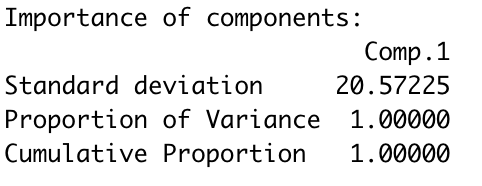 Importance of components:
Comp.1
Standard deviation 20.57225
Proportion of Variance 1.00000
Cumulative Proportion 1.00000